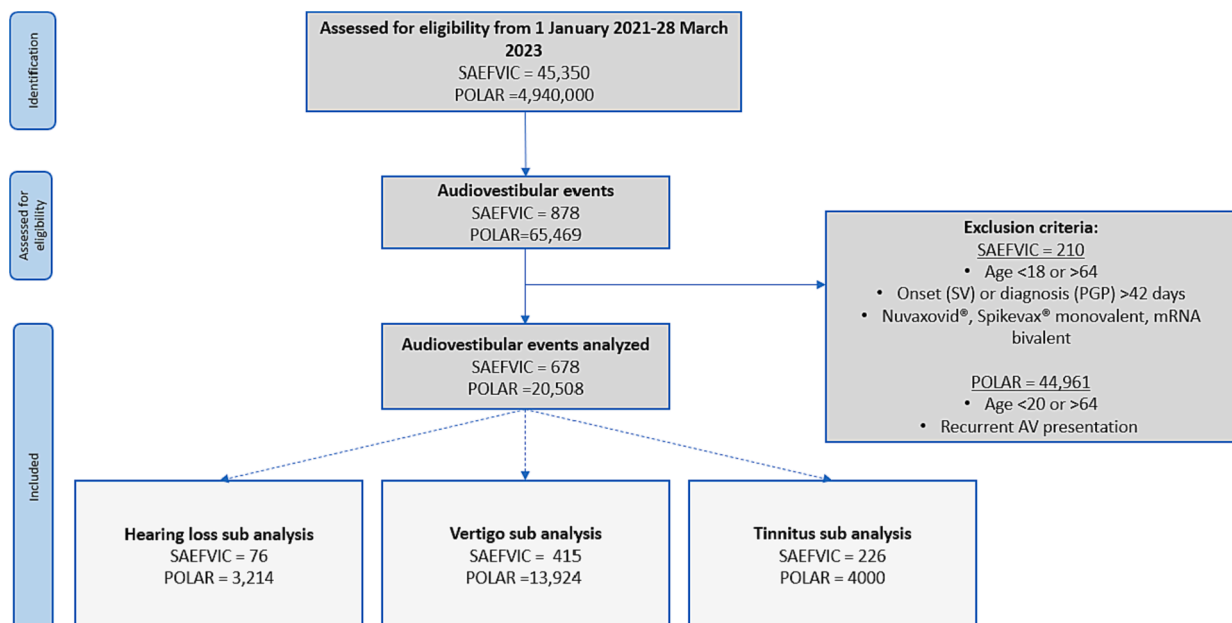 Identification
Assessed for eligibility from 1 January 2021-28 March
2023
SAEFVIC = 45,350
POLAR =4,940,000
Assessed for
eligibility
Audiovestibular events
SAEFVIC = 878
POLAR=65,469
Exclusion criteria:
SAEFVIC = 210
• Age <18 or >64
• Onset (SV) or diagnosis (PGP) >42 days
• Nuvaxovid®, Spikevax® monovalent, mRNA
bivalent
POLAR = 44,961
• Age <20 or >64
• Recurrent AV presentation
Included
Audiovestibular events analyzed
SAEFVIC = 678
POLAR =20,508
Hearing loss sub analysis
SAEFVIC = 76
POLAR = 3,214
Vertigo sub analysis
SAEFVIC = 415
POLAR =13,924
Tinnitus sub analysis
SAEFVIC = 226
POLAR = 4000